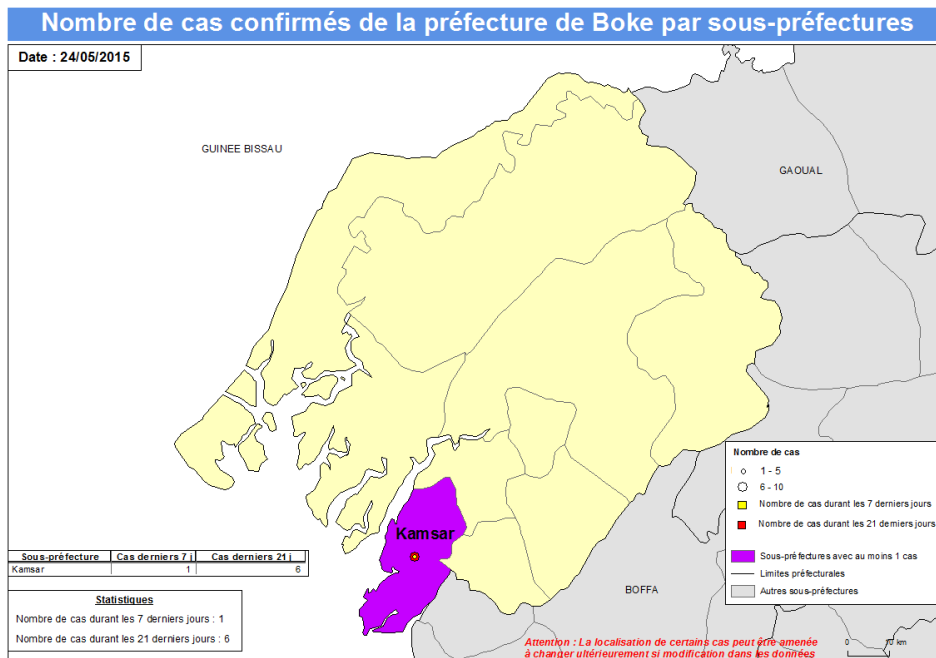 Nombre de cas confirmés de la préfecture de Boke par sous-préfectures
Date : 24/05/2015
GUINEE BISSAU
GAOUAL
Nombre de cas
1 - 5
6 - 10
Nombre de cas durant les 7 derniers jours
Nombre de cas durant les 21 derniers jours
Sous-préfectures avec au moins 1 cas
Limites préfecturales
Autres sous-préfectures
Kamsar
Sous-préfecture Cas derniers 7 j Cas derniers 21 j
Kamsar 1 6
Statistiques
Nombre de cas durant les 7 derniers jours : 1
Nombre de cas durant les 21 derniers jours : 6
BOFFA
Attention : La localisation de certains cas peut être amenée
à changer ultérieurement si modification dans les données
0 10 km